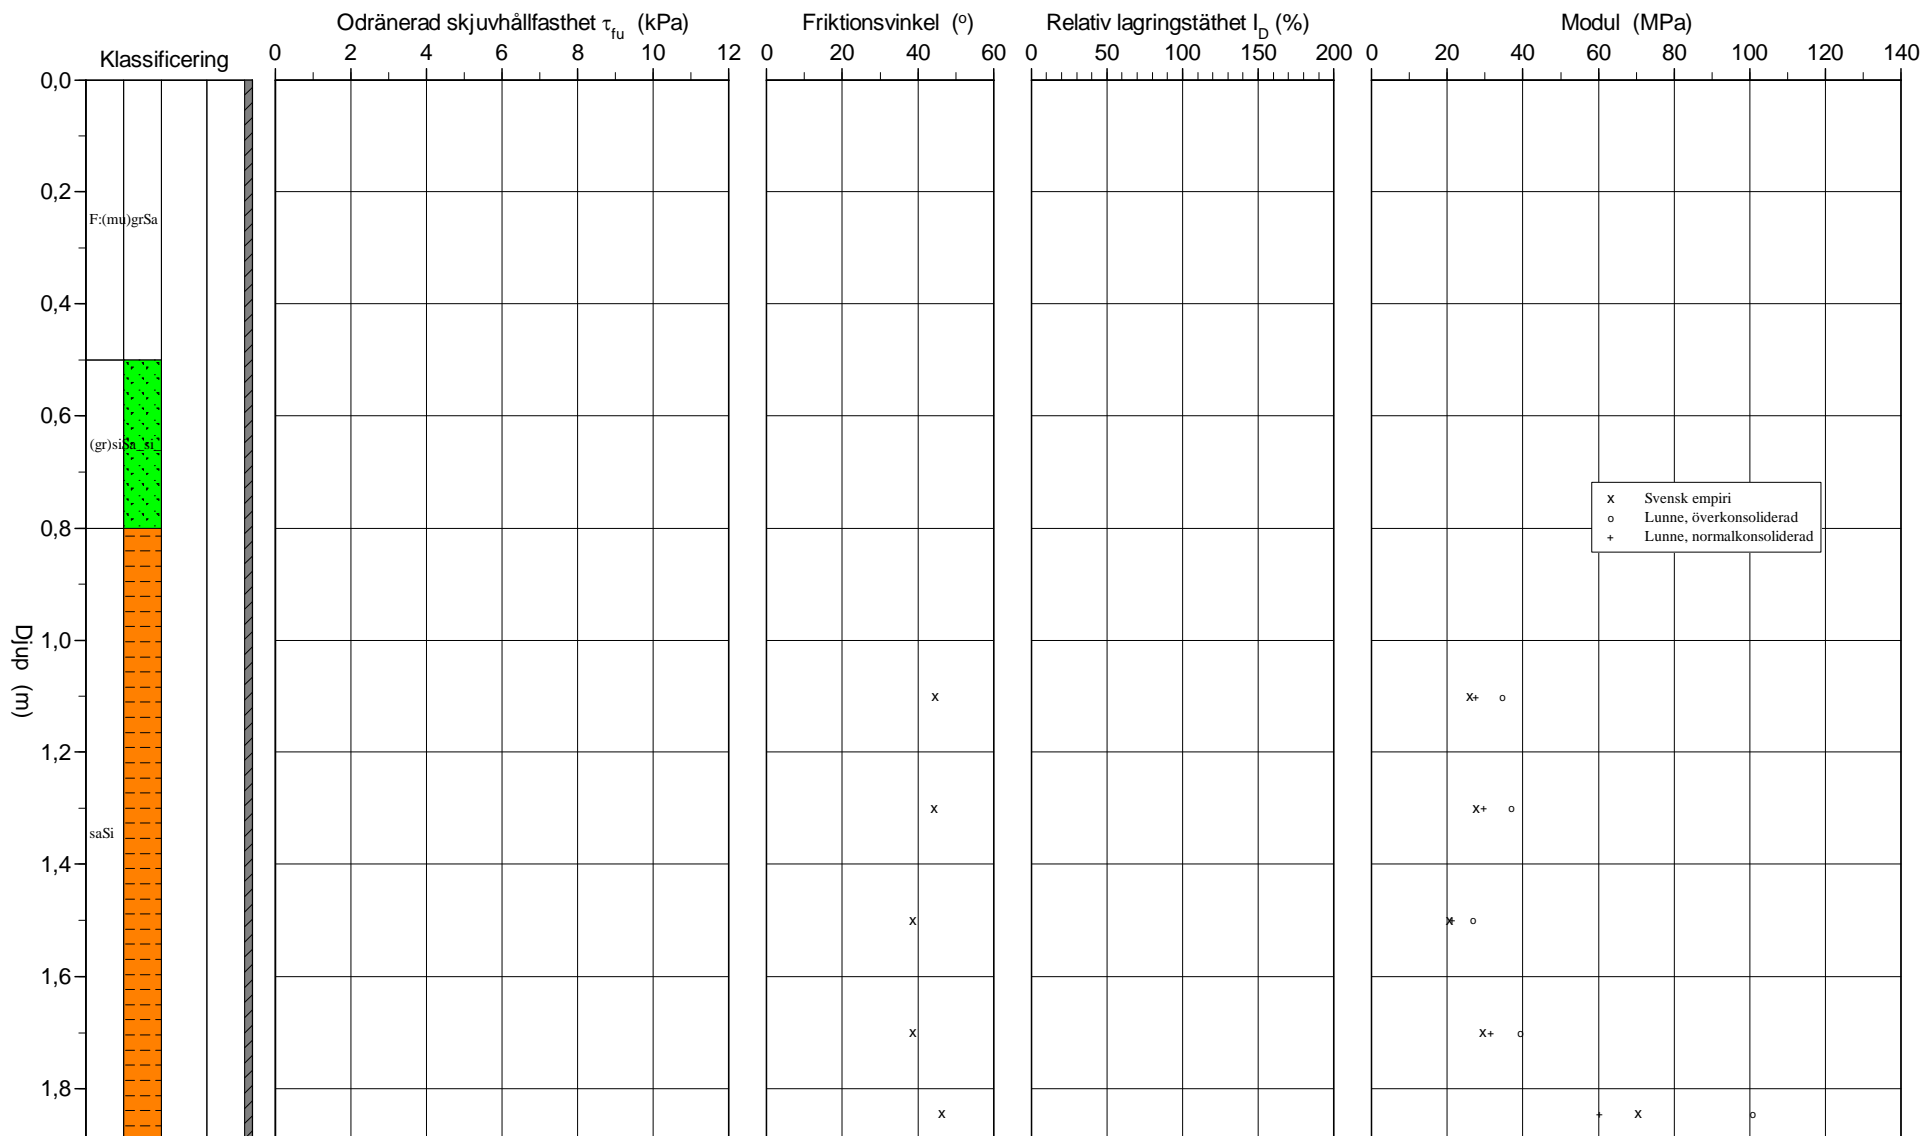 Odränerad skjuvhållfasthet τfu (kPa)
Friktionsvinkel (o)
Relativ lagringstäthet ID (%)
Modul (MPa)
Klassificering
0 2 4 6 8 10 12
0 20 40 60
0 50 100 150 200
0 20 40 60 80 100 120 140
0,0
0,2
F:(mu)grSa
0,4
0,6
(gr)siSa_si_
0,8
x Svensk empiri
o Lunne, överkonsoliderad
+ Lunne, normalkonsoliderad
1,0
Djup (m)
1,2
saSi
1,4
1,6
1,8